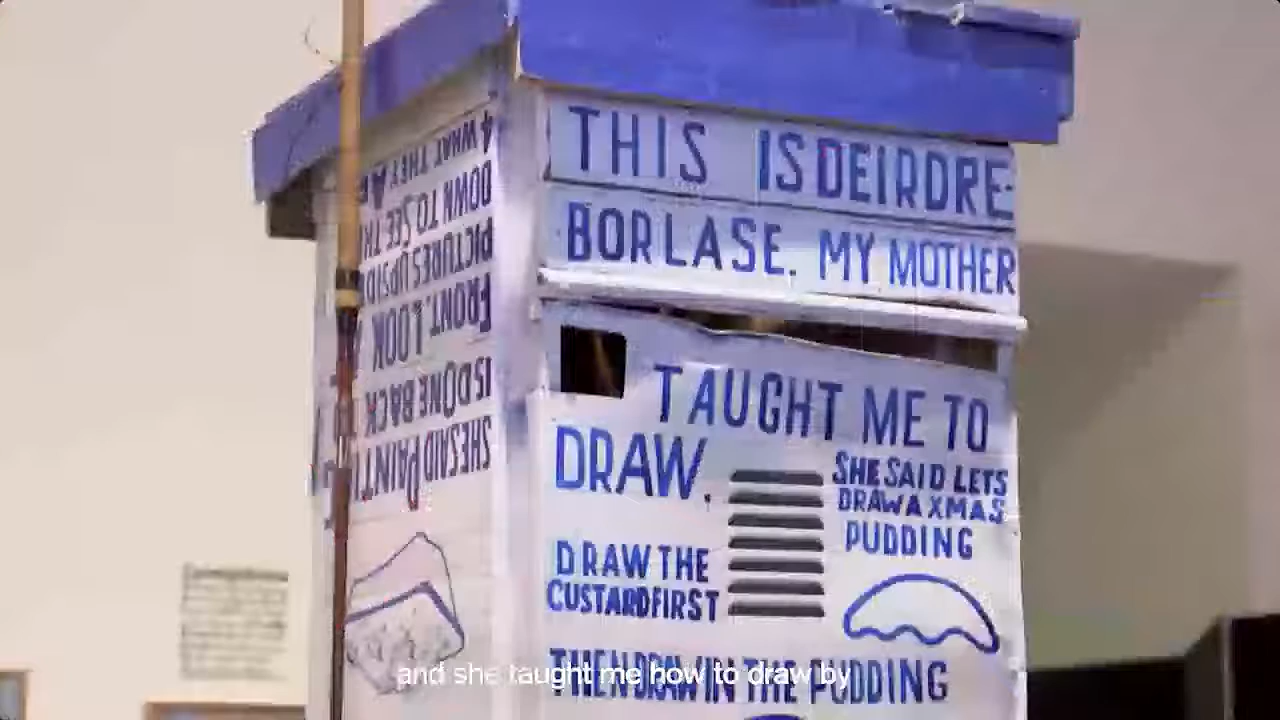 THIS IS DEIRDRE
BORLASE. MY MOTHER
TAUGHT ME TO
DRAW.
SHE SAID LETS
DRAW A XMAS
PUDDING
DRAW THE
CUSTARD FIRST
THEN DRAW IN THE PUDDING
SHE SAID PAINT
IS DONE BACK
FRONT. LOOK
PICTURES UPSID
DOWN TO SEE TH
4 WHAT THEY A
and she taught me how to draw by